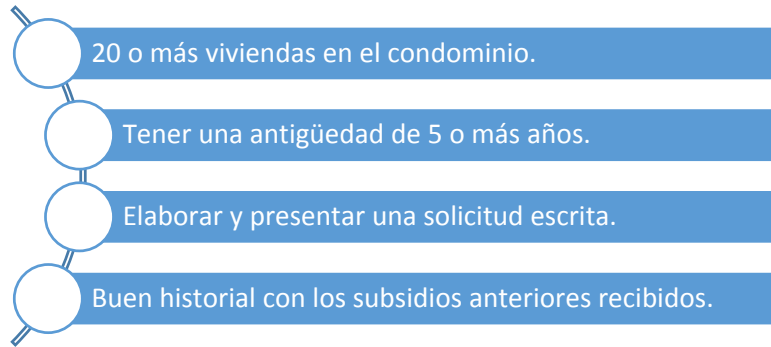 20 o más viviendas en el condominio.
Tener una antigüedad de 5 o más años.
Elaborar y presentar una solicitud escrita.
Buen historial con los subsidios anteriores recibidos.